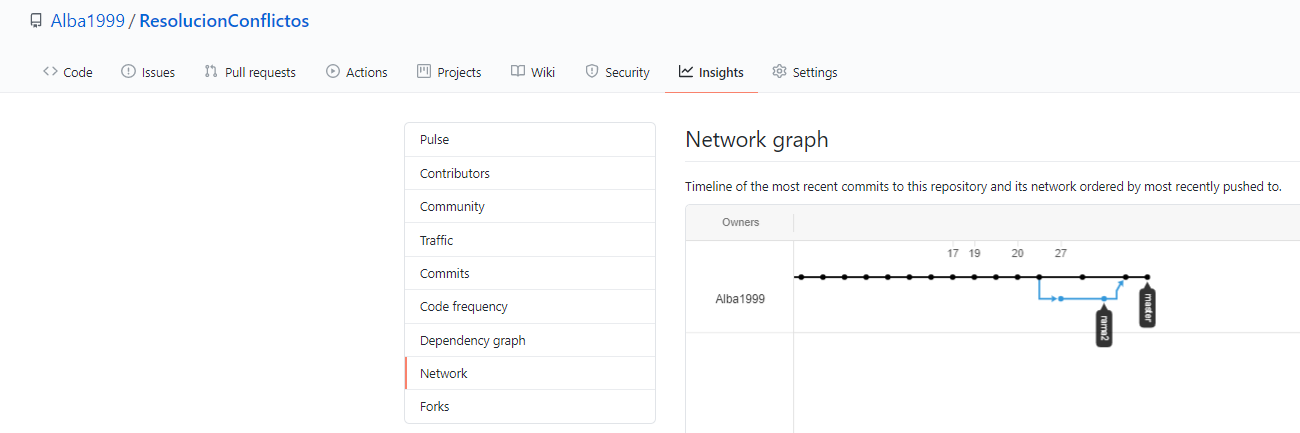 Alba1999 / ResolucionConflictos
Code Issues Pull requests Actions Projects Wiki Security Insights Settings
Pulse
Contributors
Community
Traffic
Commits
Code frequency
Dependency graph
Network
Forks
Network graph
Timeline of the most recent commits to this repository and its network ordered by most recently pushed to.
Owners
17 19 20 27
Alba1999
master
rama2